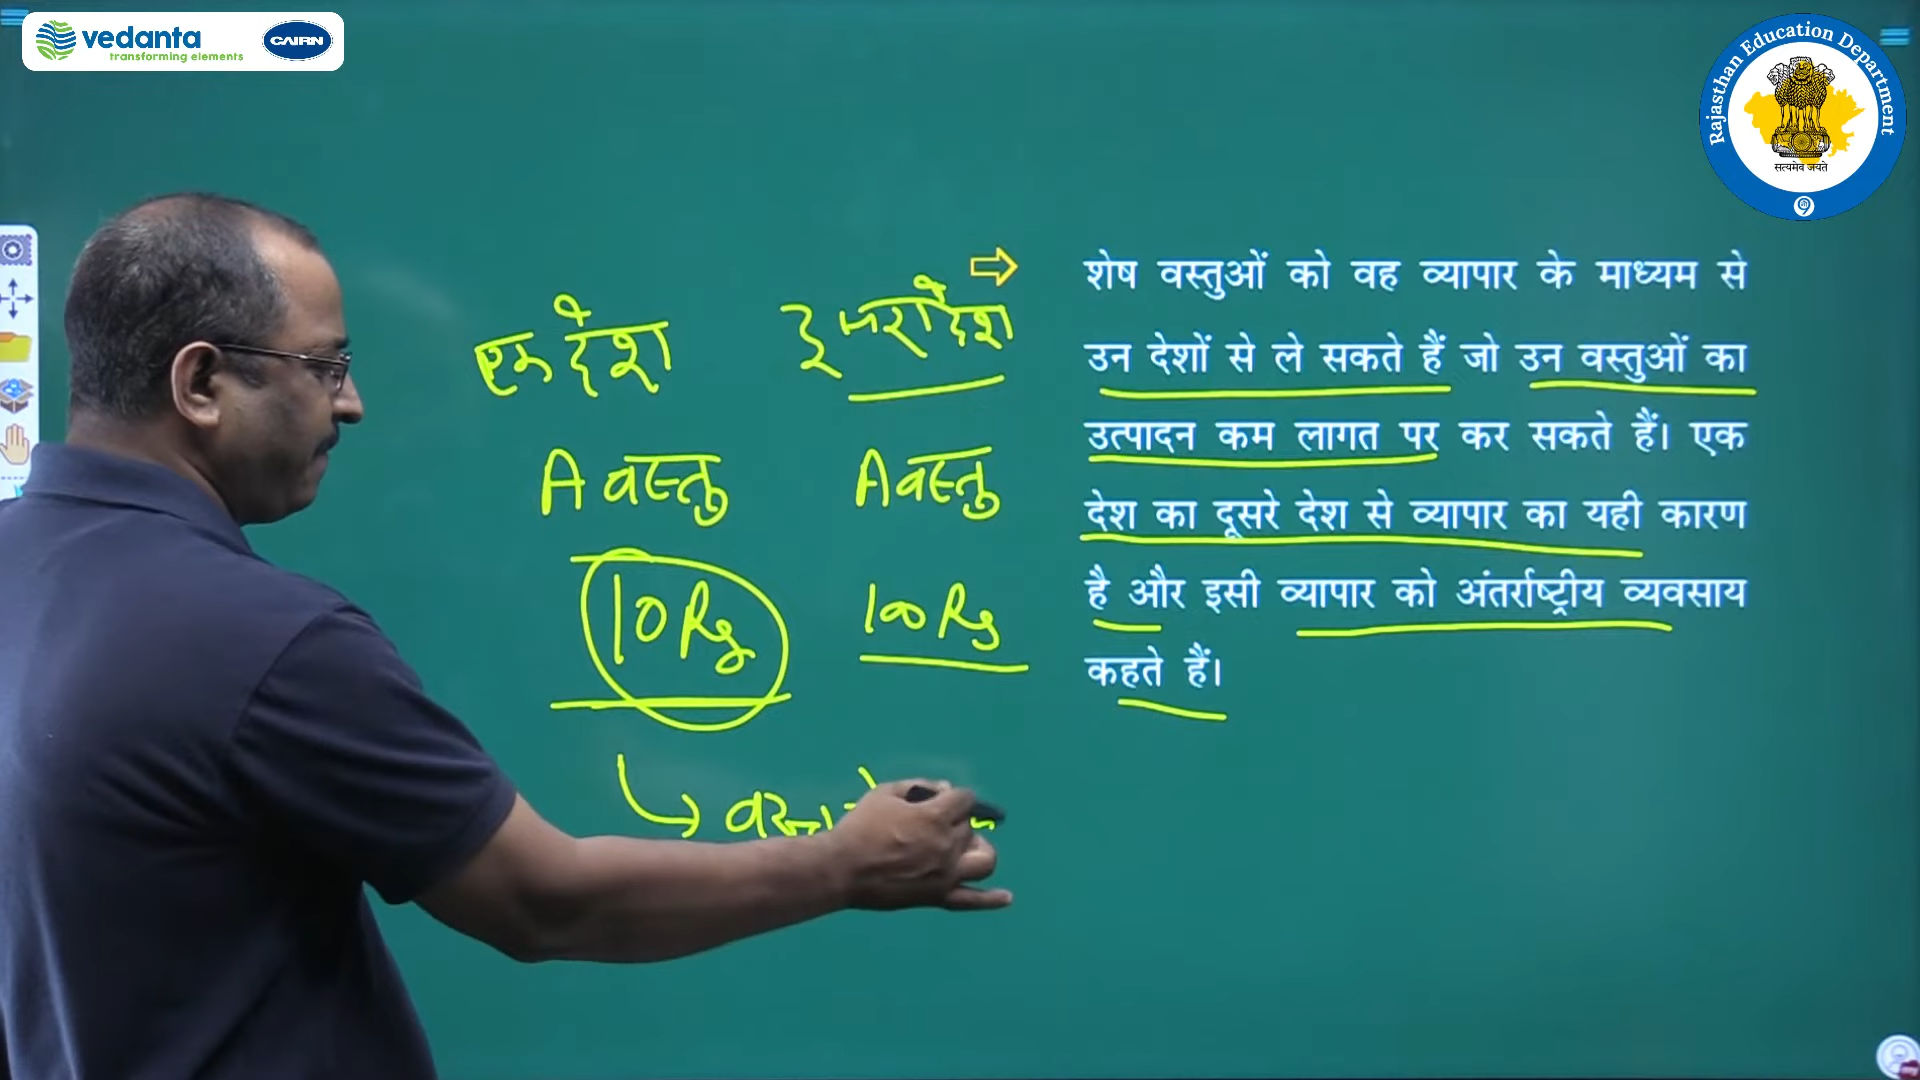 vedanta
transforming elements
CAIRN
Rajasthan Education Department
सत्यमेव जयते
शेष वस्तुओं को वह व्यापार के माध्यम से
उन देशों से ले सकते हैं जो उन वस्तुओं का
उत्पादन कम लागत पर कर सकते हैं। एक
देश का दूसरे देश से व्यापार का यही कारण
है और इसी व्यापार को अंतर्राष्ट्रीय व्यवसाय
कहते हैं।
एक देश
दूसरा देश
A वस्तु
A वस्तु
10 Rs
100 Rs